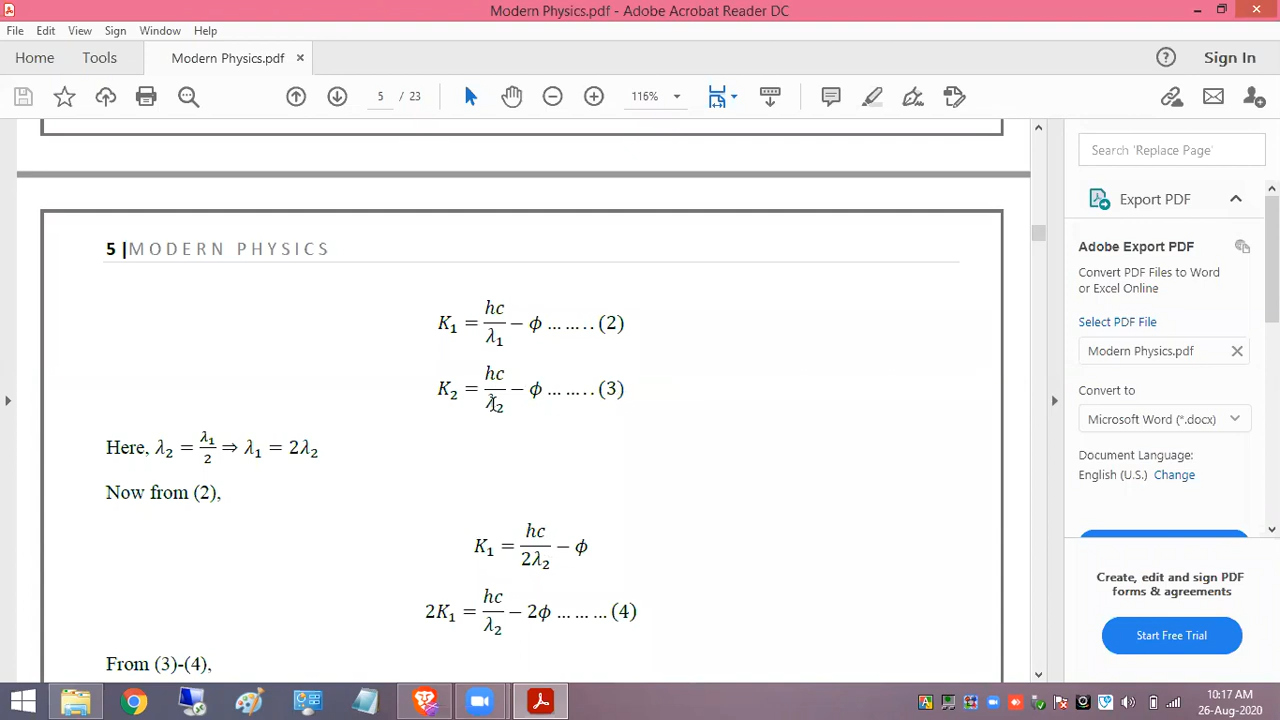 Modern Physics.pdf - Adobe Acrobat Reader DC
File Edit View Sign Window Help
Home Tools Modern Physics.pdf × Sign In
5 / 23 116%
Search 'Replace Page'
Export PDF
Adobe Export PDF
Convert PDF Files to Word
or Excel Online
Select PDF File
Modern Physics.pdf
Convert to
Microsoft Word (*.docx)
Document Language:
English (U.S.) Change
Create, edit and sign PDF
forms & agreements
Start Free Trial
5 | MODERN PHYSICS
K₁ = hc/λ₁ − ϕ … … . . (2)
K₂ = hc/λ₂ − ϕ … … . . (3)
Here, λ₂ = λ₁/2 ⇒ λ₁ = 2λ₂
Now from (2),
K₁ = hc/2λ₂ − ϕ
2K₁ = hc/λ₂ − 2ϕ … … … (4)
From (3)-(4),
10:17 AM
26-Aug-2020